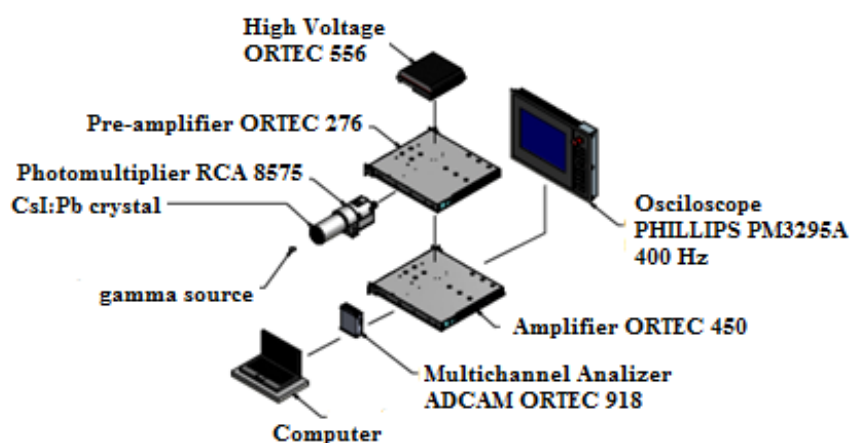 High Voltage
ORTEC 556
Pre-amplifier ORTEC 276
Photomultiplier RCA 8575
CsI:Pb crystal
Osciloscope
PHILLIPS PM3295A
400 Hz
gamma source
Amplifier ORTEC 450
Multichannel Analizer
ADCAM ORTEC 918
Computer